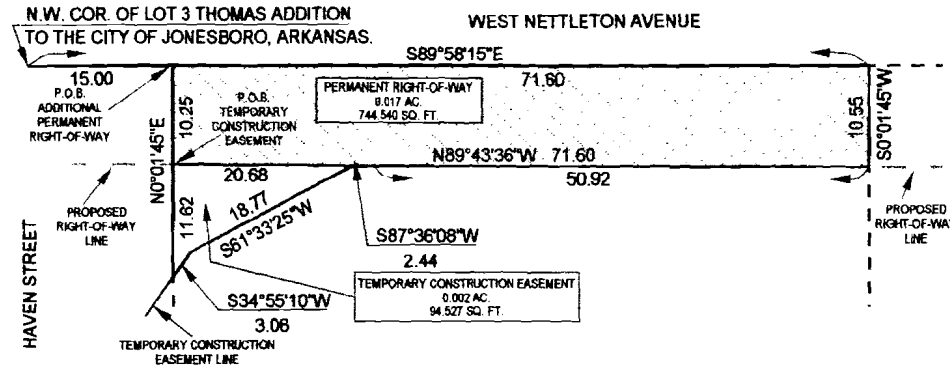 N.W. COR. OF LOT 3 THOMAS ADDITION
TO THE CITY OF JONESBORO, ARKANSAS.
WEST NETTLETON AVENUE
S89°58'15"E
15.00
71.60
P.O.B.
ADDITIONAL
PERMANENT
RIGHT-OF-WAY
N0°01'45"E
10.25
P.O.B.
TEMPORARY
CONSTRUCTION
EASEMENT
PERMANENT RIGHT-OF-WAY
0.017 AC.
744.540 SQ. FT.
10.55
S0°01'45"W
N89°43'36"W 71.60
20.68
50.92
PROPOSED
RIGHT-OF-WAY
LINE
11.62
18.77
S61°33'25"W
S87°36'08"W
2.44
PROPOSED
RIGHT-OF-WAY
LINE
HAVEN STREET
S34°55'10"W
3.06
TEMPORARY CONSTRUCTION EASEMENT
0.002 AC.
94.527 SQ. FT.
TEMPORARY CONSTRUCTION
EASEMENT LINE